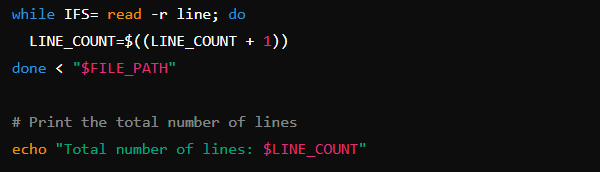 while IFS= read -r line; do
  LINE_COUNT=$((LINE_COUNT + 1))
done < "$FILE_PATH"

# Print the total number of lines
echo "Total number of lines: $LINE_COUNT"